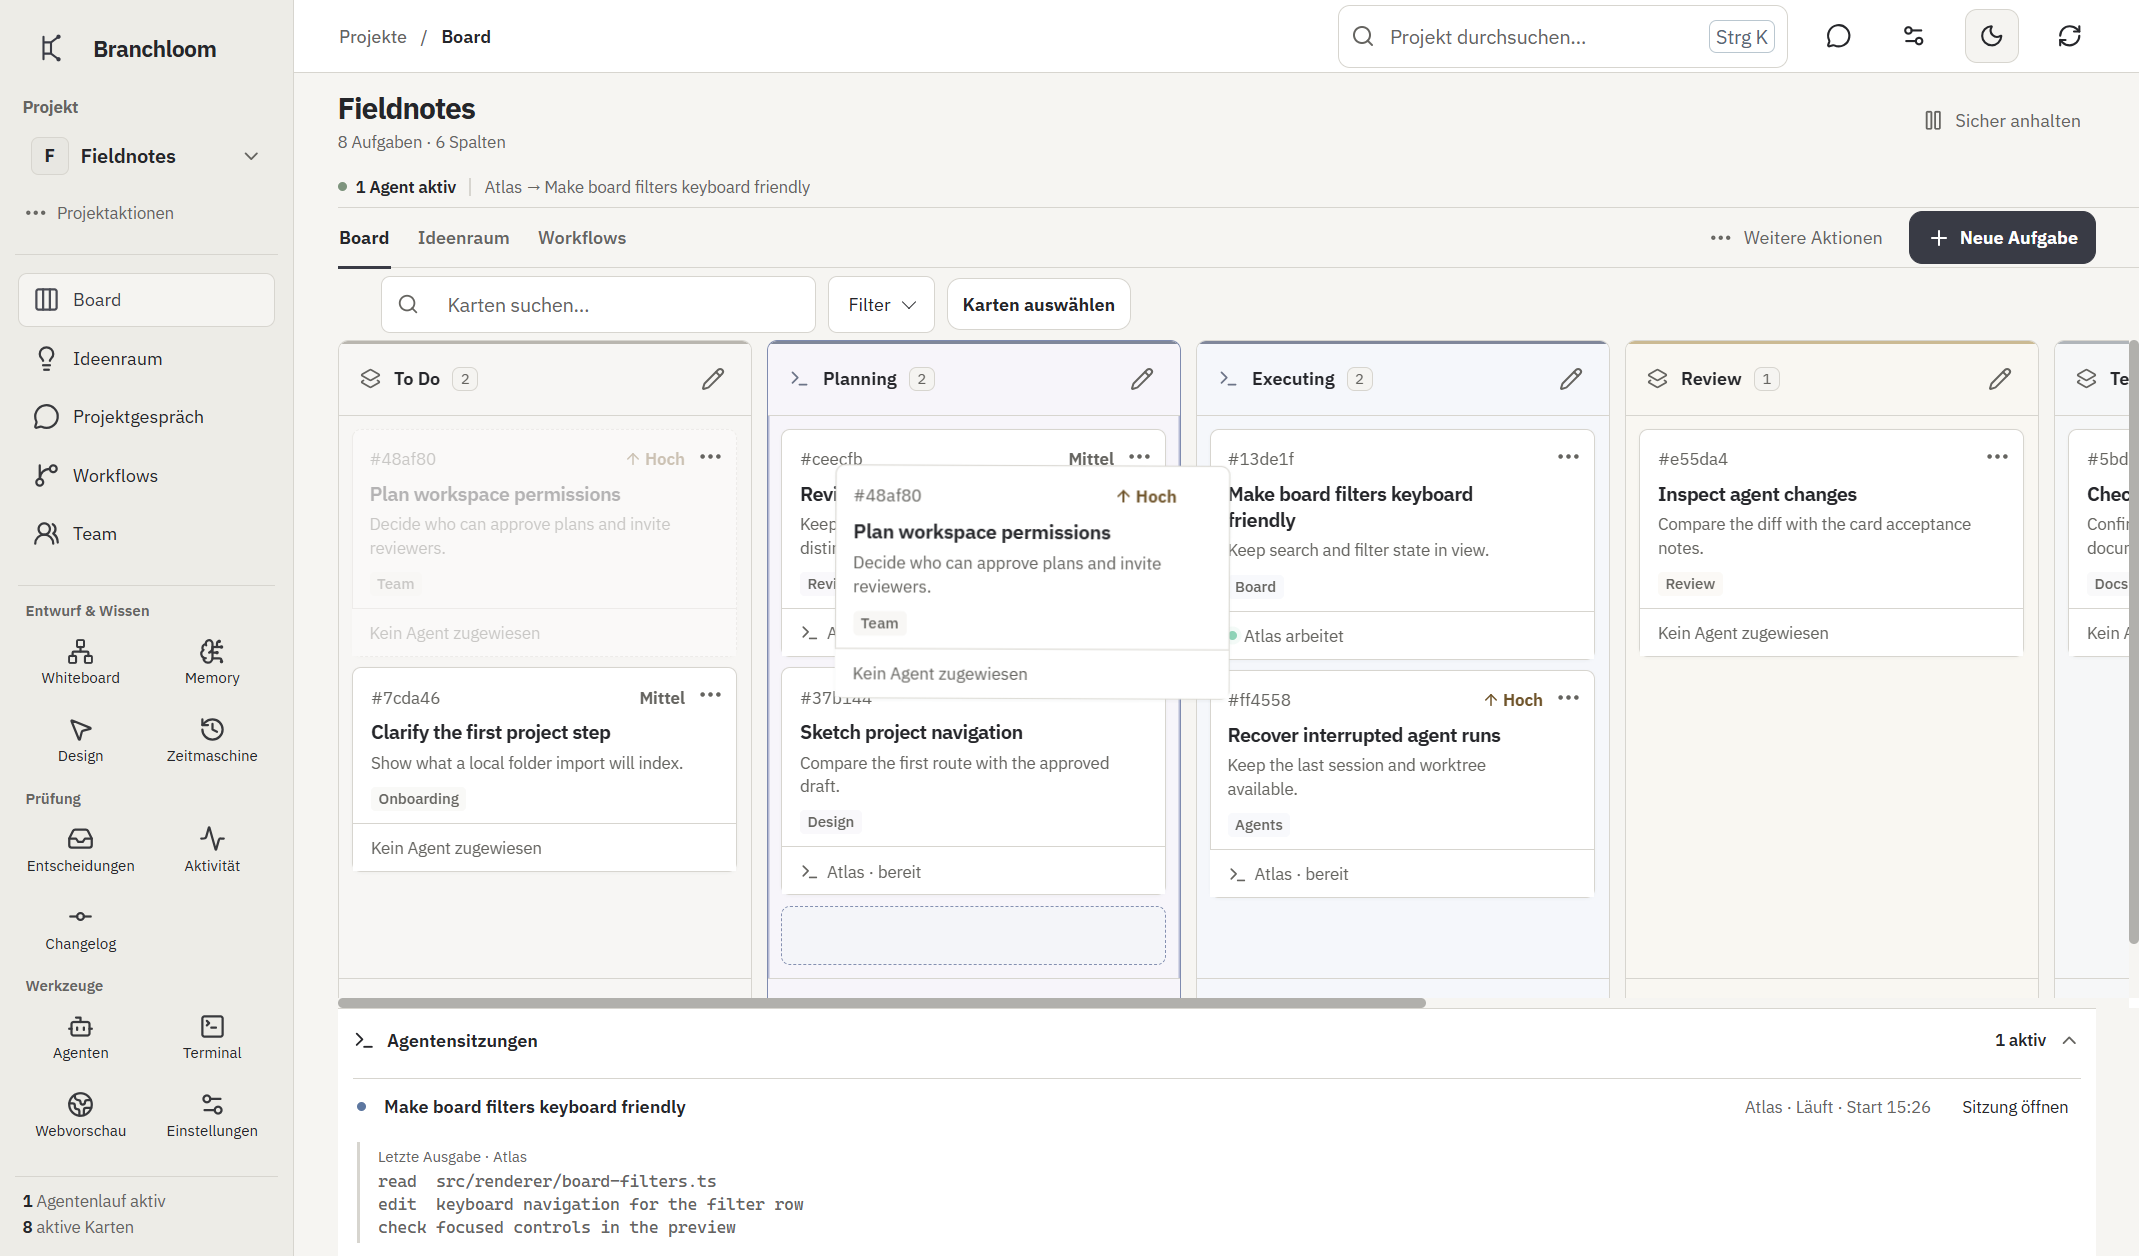 Branchloom
Projekt
F Fieldnotes
Projektaktionen
Board
Ideenraum
Projektgespräch
Workflows
Team
Entwurf & Wissen
Whiteboard Memory
Design Zeitmaschine
Prüfung
Entscheidungen Aktivität
Changelog
Werkzeuge
Agenten Terminal
Webvorschau Einstellungen
1 Agentenlauf aktiv
8 aktive Karten
Projekte / Board
Projekt durchsuchen... Strg K
Fieldnotes
8 Aufgaben · 6 Spalten
Sicher anhalten
1 Agent aktiv Atlas → Make board filters keyboard friendly
Board Ideenraum Workflows
Weitere Aktionen
+ Neue Aufgabe
Karten suchen...
Filter
Karten auswählen
To Do 2
#48af80 ↑ Hoch
Plan workspace permissions
Decide who can approve plans and invite
reviewers.
Team
Kein Agent zugewiesen
#7cda46 Mittel
Clarify the first project step
Show what a local folder import will index.
Onboarding
Kein Agent zugewiesen
Planning 2
#ceecfb Mittel
#48af80 ↑ Hoch
Plan workspace permissions
Decide who can approve plans and invite
reviewers.
Team
Kein Agent zugewiesen
#37b144
Sketch project navigation
Compare the first route with the approved
draft.
Design
Atlas · bereit
Executing 2
#13de1f
Make board filters keyboard
friendly
Keep search and filter state in view.
Board
Atlas arbeitet
#ff4558 ↑ Hoch
Recover interrupted agent runs
Keep the last session and worktree
available.
Agents
Atlas · bereit
Review 1
#e55da4
Inspect agent changes
Compare the diff with the card acceptance
notes.
Review
Kein Agent zugewiesen
#5bd
Docs
Kein
Agentensitzungen
1 aktiv
Make board filters keyboard friendly
Atlas · Läuft · Start 15:26 Sitzung öffnen
Letzte Ausgabe · Atlas
read src/renderer/board-filters.ts
edit keyboard navigation for the filter row
check focused controls in the preview